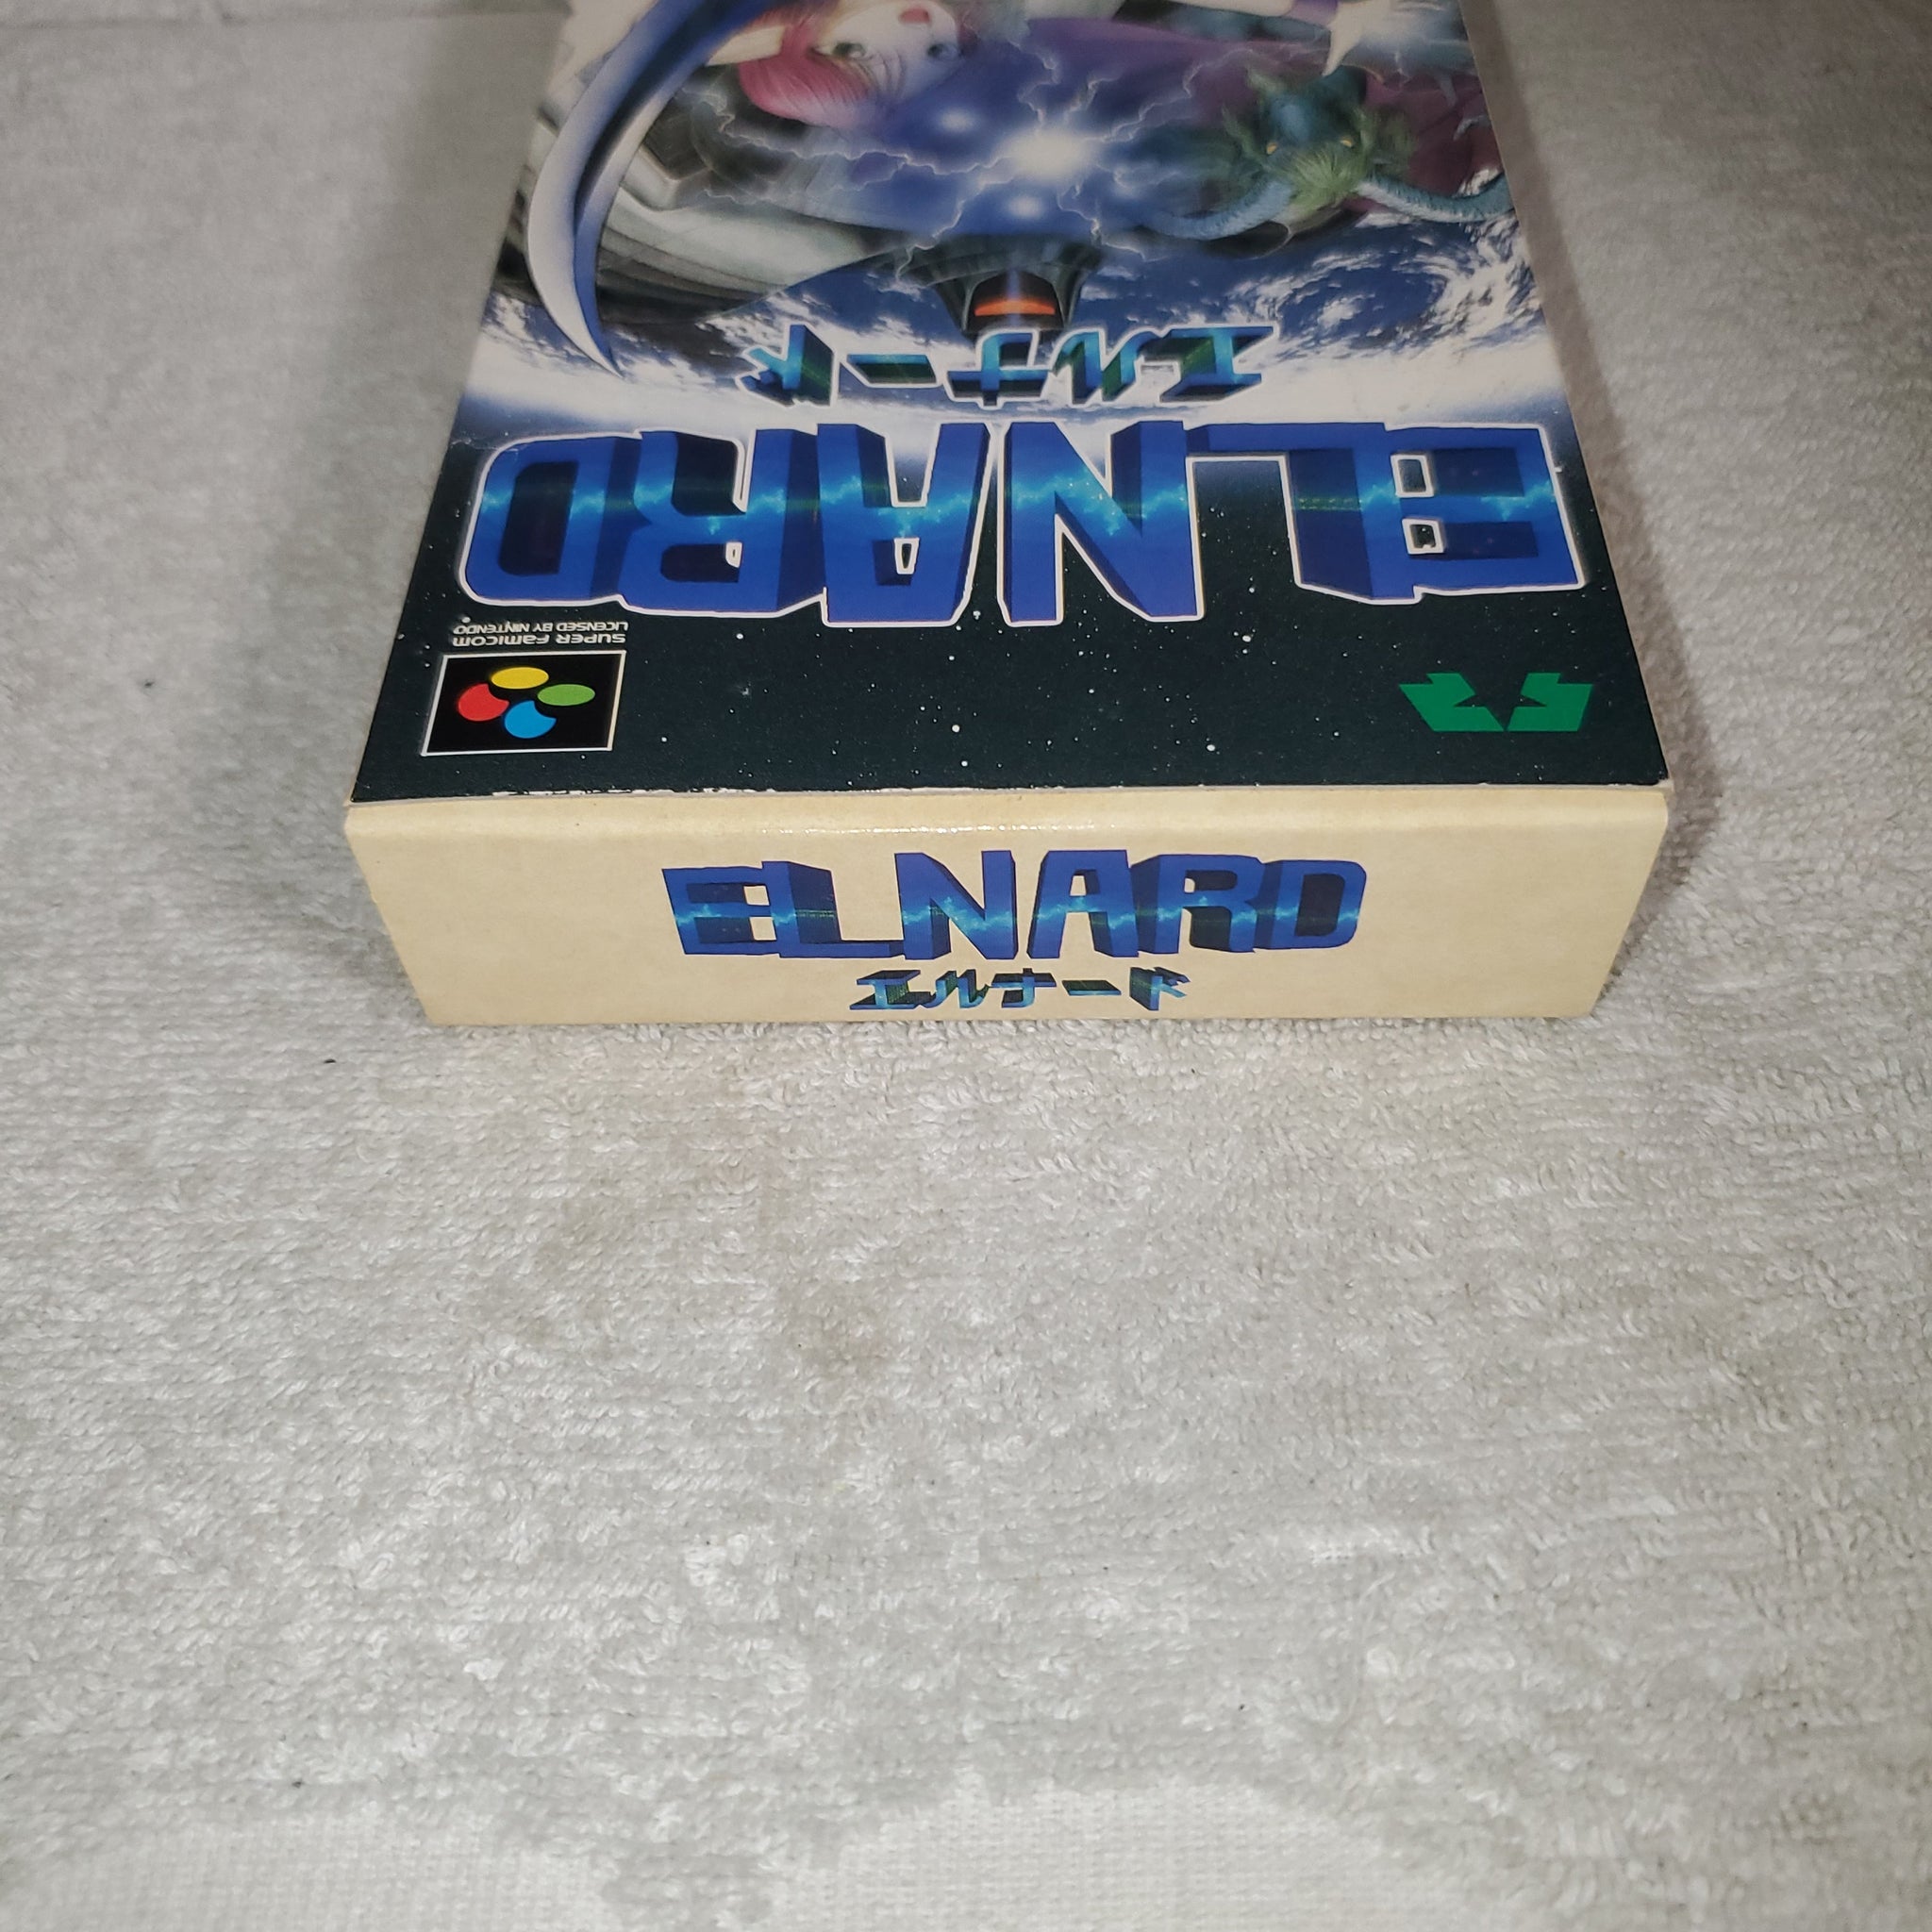 エルナード
ELNARD
SUPER FAMICOM
LICENSED BY NINTENDO
ELNARD
エルナード